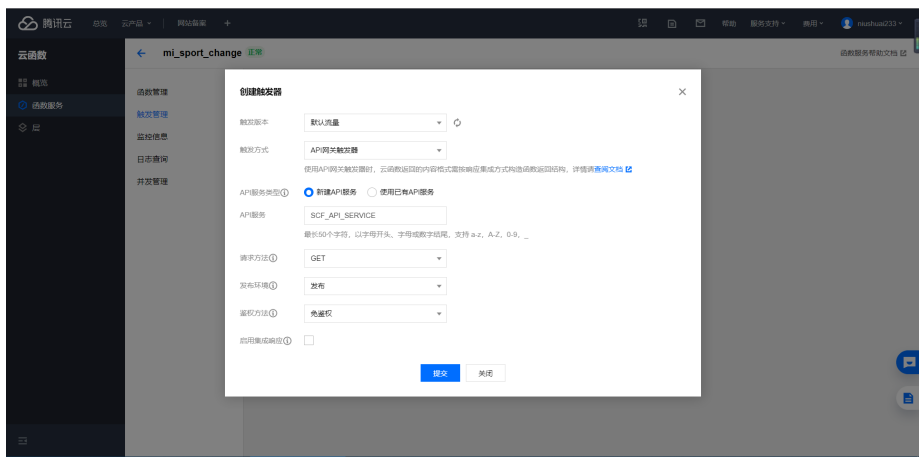 腾讯云 总览 云产品 网站备案 + 帮助 服务支持 费用 niushuai233
云函数
← mi_sport_change 正常 函数服务帮助文档
概览
函数服务
层
函数管理
触发管理
监控信息
日志查询
并发管理
创建触发器
触发版本 默认流量
触发方式 API网关触发器
使用API网关触发器时，云函数返回的内容格式需按响应集成方式构造函数返回结构，详情请查阅文档
API服务类型 新建API服务 使用已有API服务
API服务 SCF_API_SERVICE
最长50个字符，以字母开头、字母或数字结尾，支持 a-z，A-Z，0-9，_
请求方法 GET
发布环境 发布
鉴权方法 免鉴权
启用集成响应
提交 关闭